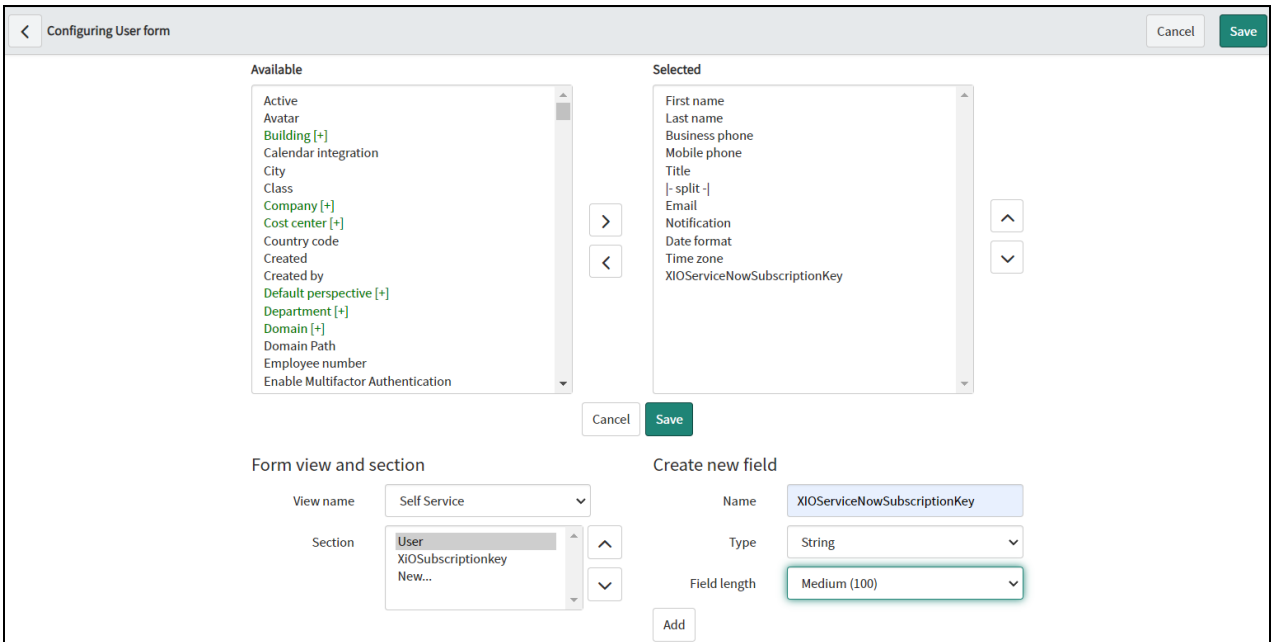 Configuring User form
Cancel
Save
Available
Active
Avatar
Building [+]
Calendar integration
City
Class
Company [+]
Cost center [+]
Country code
Created
Created by
Default perspective [+]
Department [+]
Domain [+]
Domain Path
Employee number
Enable Multifactor Authentication
Selected
First name
Last name
Business phone
Mobile phone
Title
|- split -|
Email
Notification
Date format
Time zone
XIOServiceNowSubscriptionKey
Cancel
Save
Form view and section
View name
Self Service
Section
User
XiOSubscriptionkey
New...
Create new field
Name
XIOServiceNowSubscriptionKey
Type
String
Field length
Medium (100)
Add